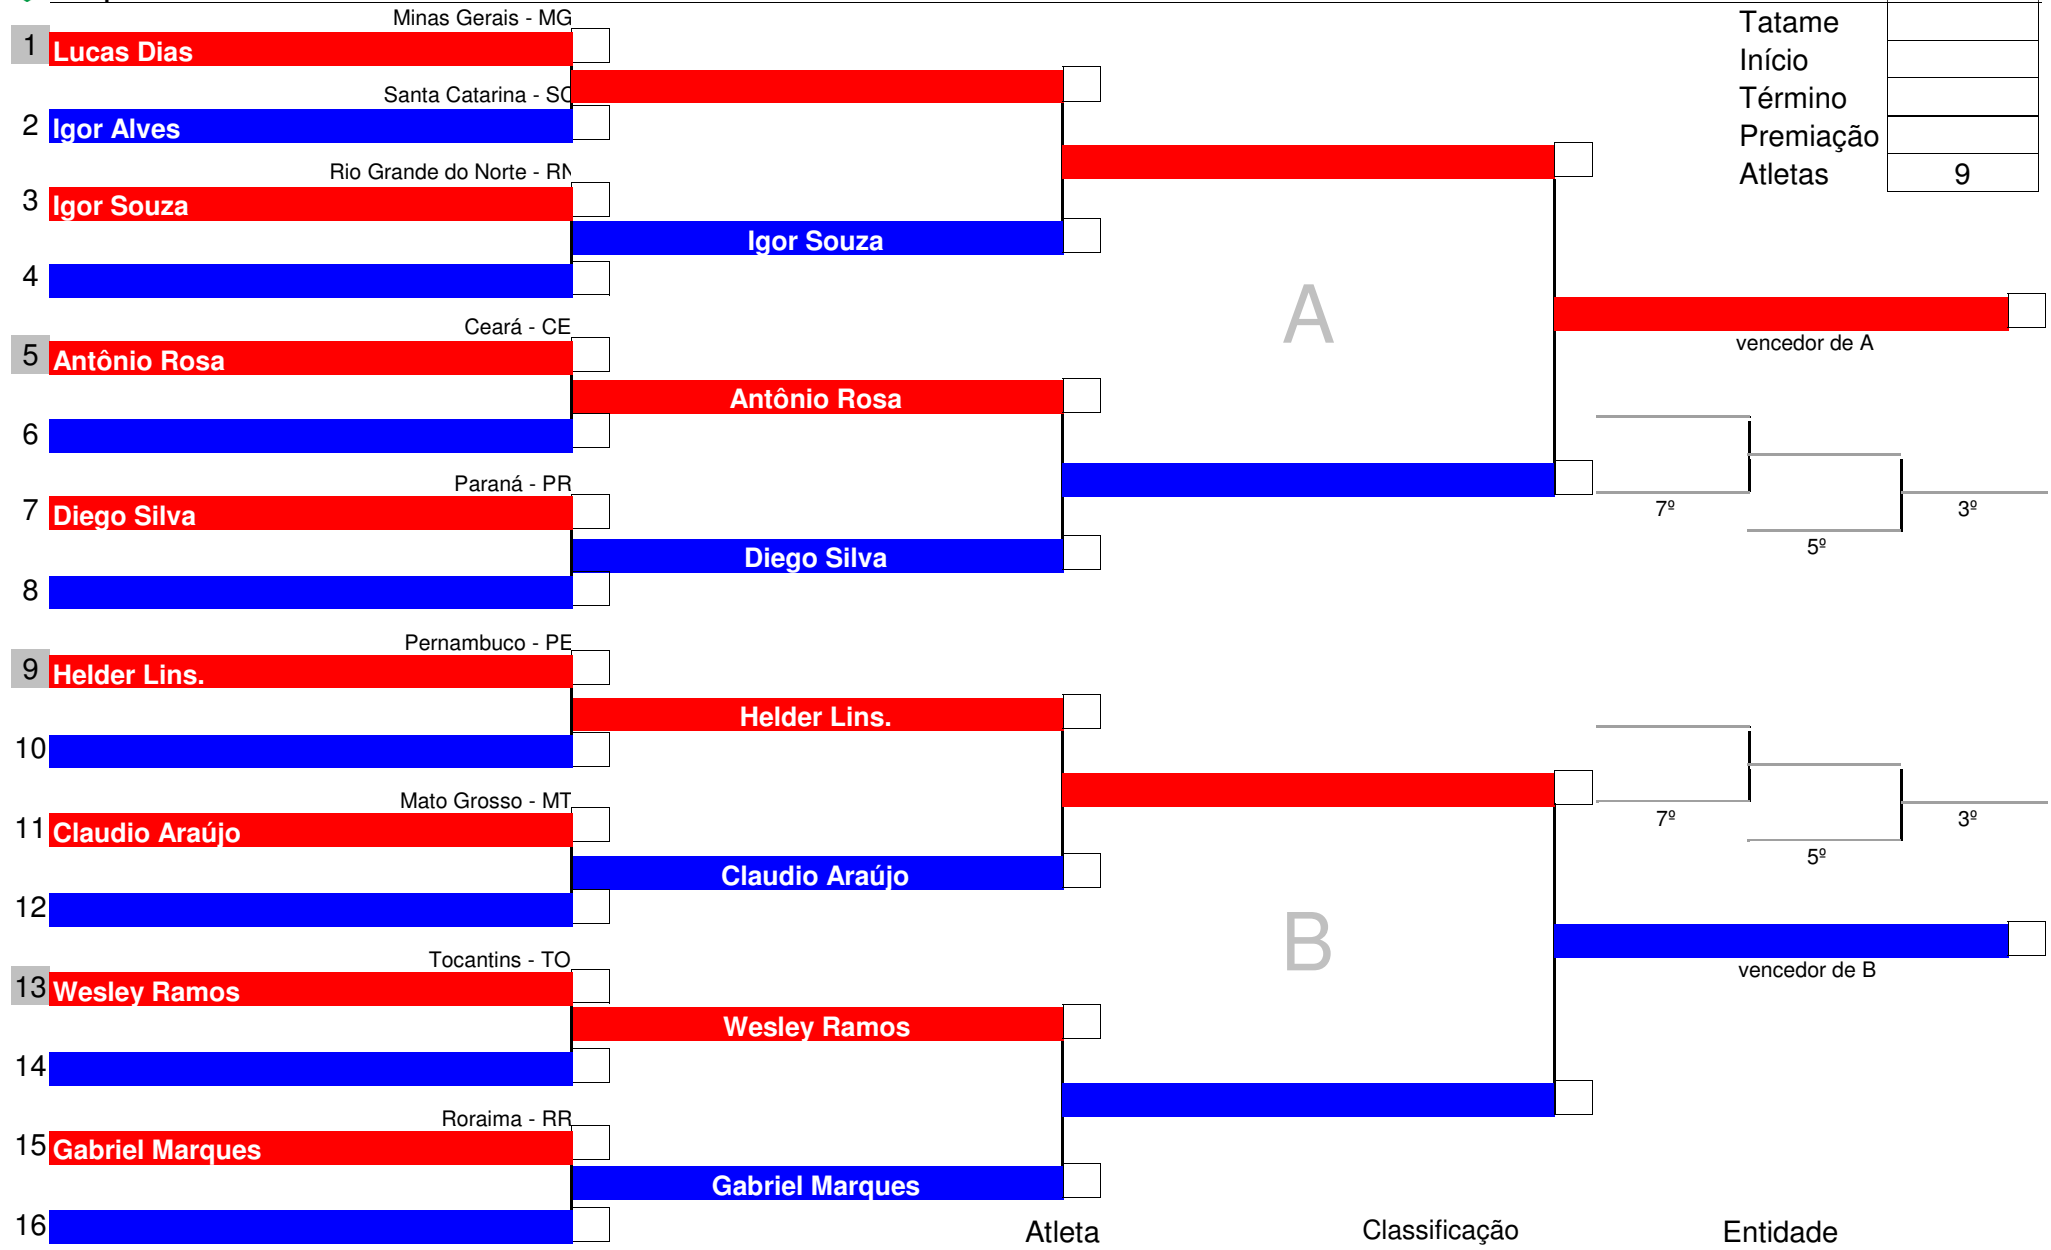 Minas Gerais - MG
1 Lucas Dias
Santa Catarina - SC
2 Igor Alves
Rio Grande do Norte - RN
3 Igor Souza
Igor Souza
4
Ceará - CE
5 Antônio Rosa
Antônio Rosa
6
Paraná - PR
7 Diego Silva
Diego Silva
8
Pernambuco - PE
9 Helder Lins.
Helder Lins.
10
Mato Grosso - MT
11 Claudio Araújo
Claudio Araújo
12
Tocantins - TO
13 Wesley Ramos
Wesley Ramos
14
Roraima - RR
15 Gabriel Marques
Gabriel Marques
16
A
B
Tatame
Início
Término
Premiação
Atletas 9
vencedor de A
7º
3º
5º
7º
3º
5º
vencedor de B
Atleta Classificação Entidade